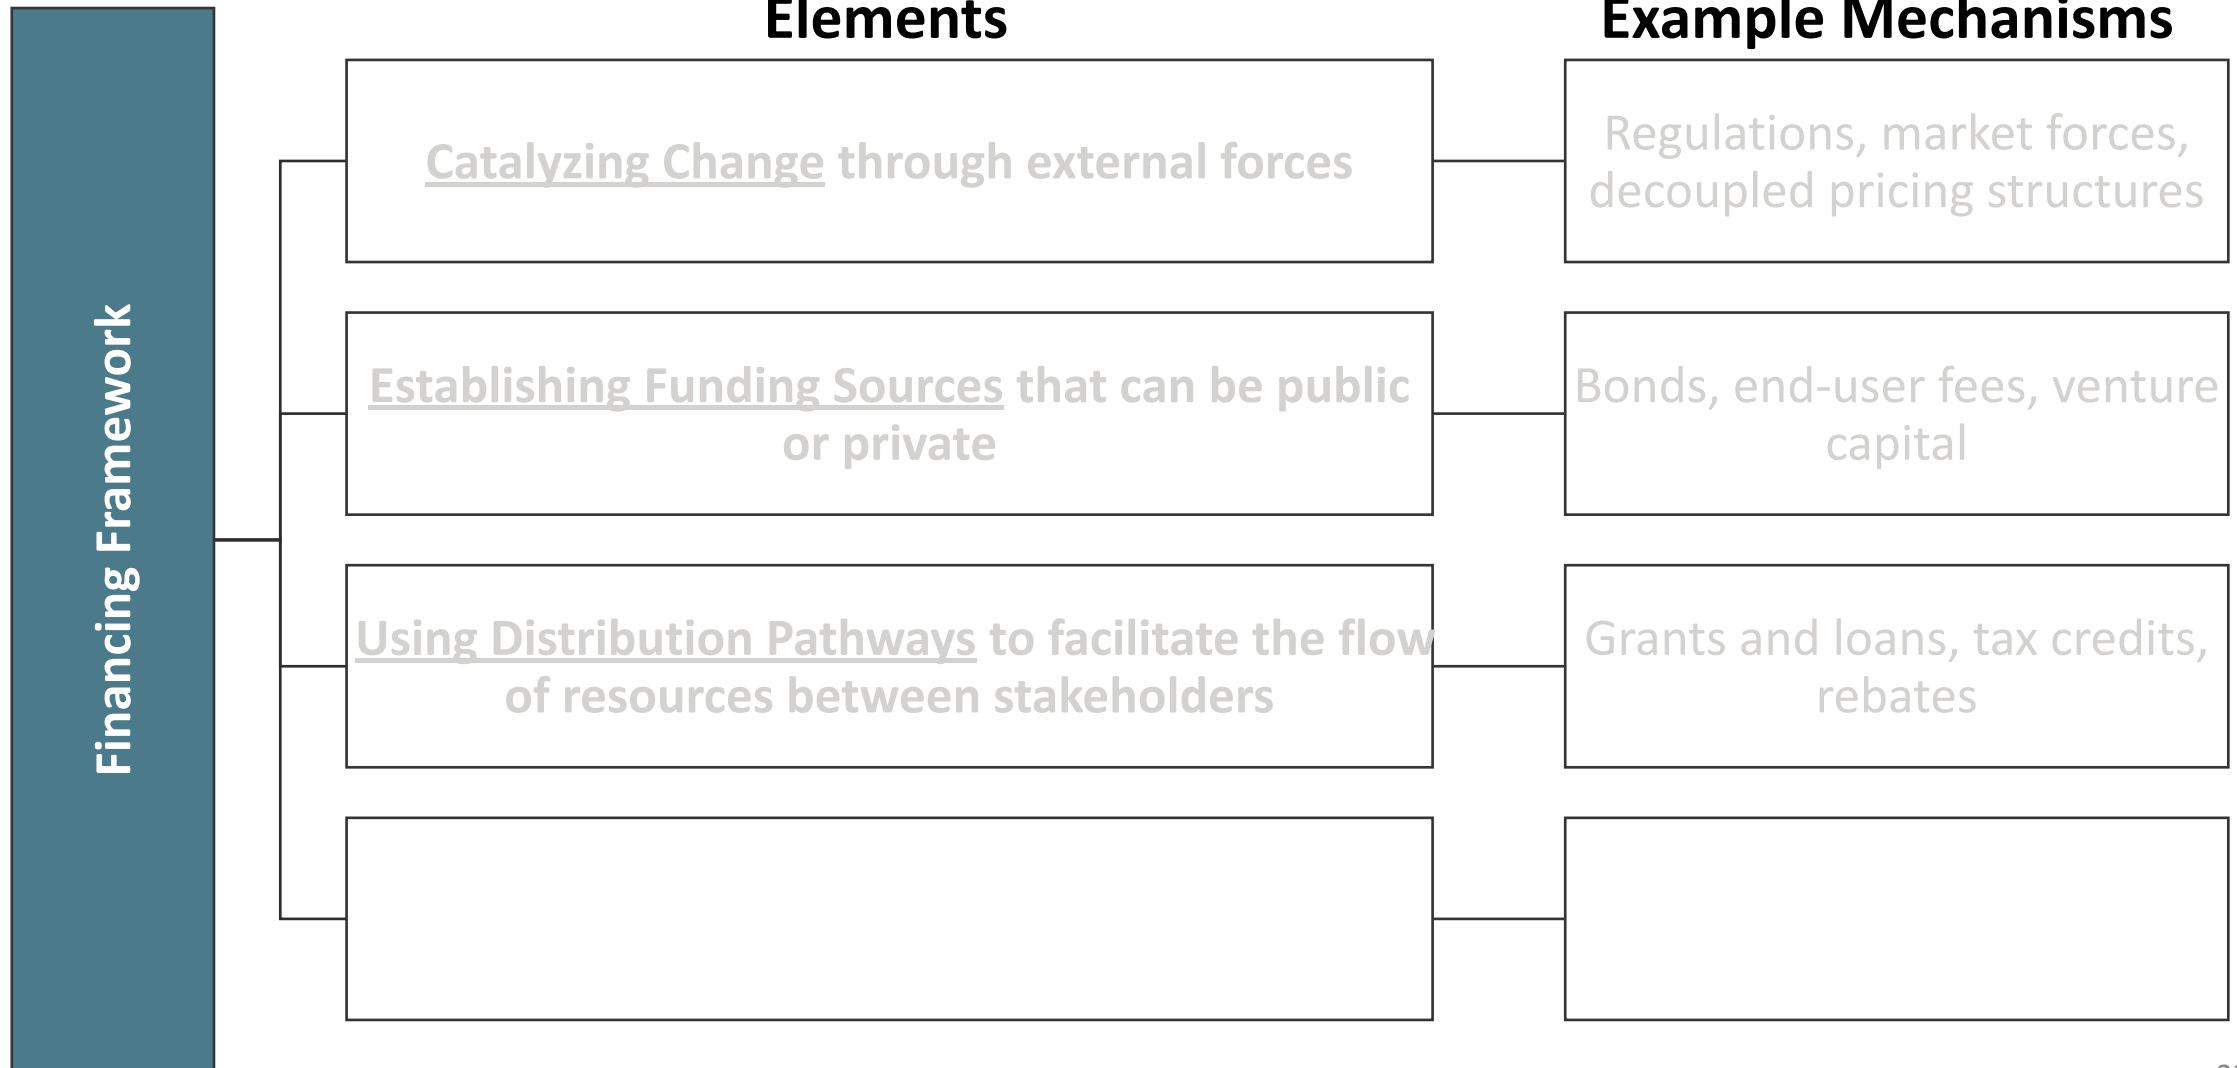 Elements
Example Mechanisms
Financing Framework
Catalyzing Change through external forces
Regulations, market forces,
decoupled pricing structures
Establishing Funding Sources that can be public
or private
Bonds, end-user fees, venture
capital
Using Distribution Pathways to facilitate the flow
of resources between stakeholders
Grants and loans, tax credits,
rebates